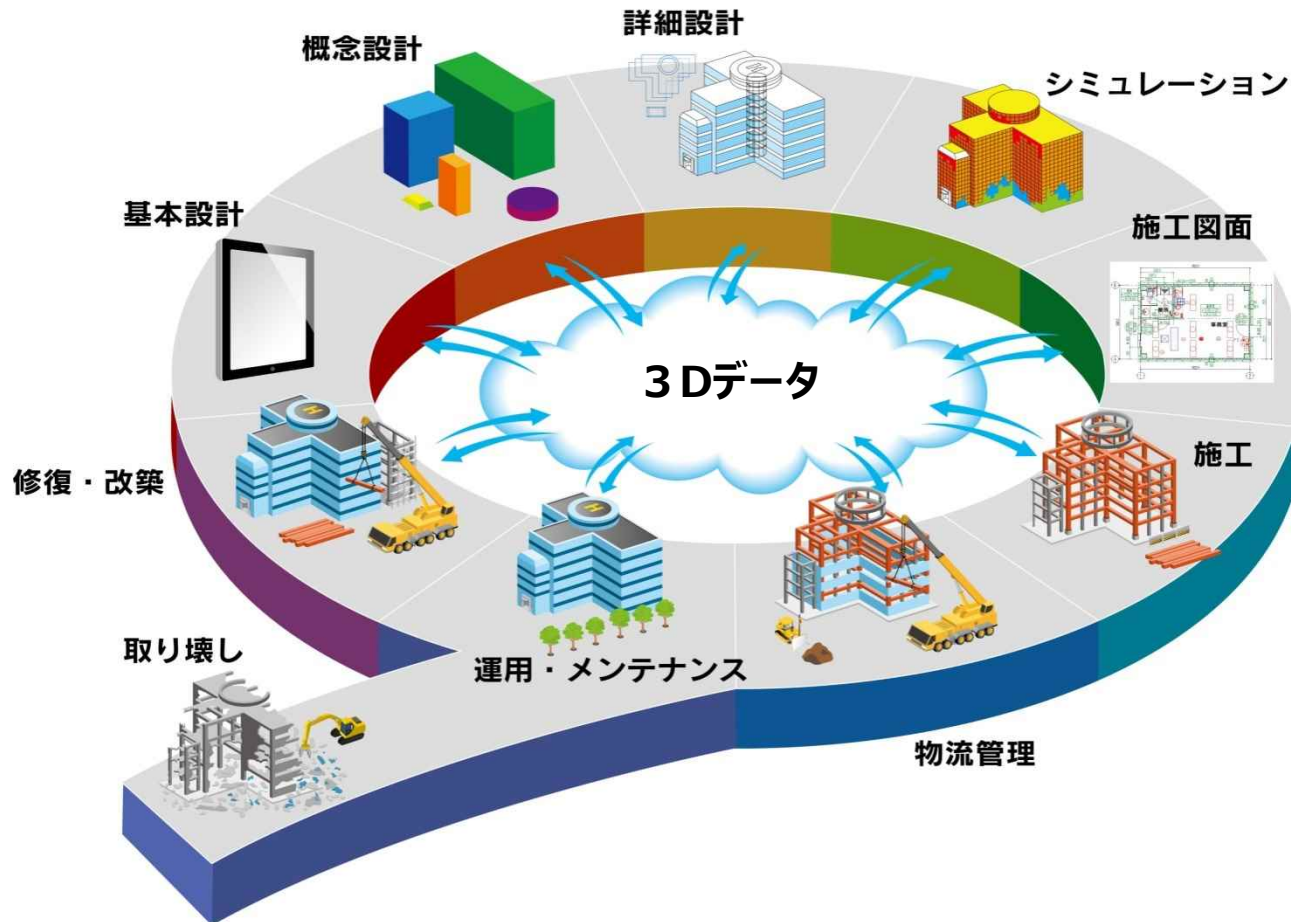 詳細設計
概念設計
シミュレーション
基本設計
施工図面
3Dデータ
施工
修復・改築
取り壊し
運用・メンテナンス
物流管理